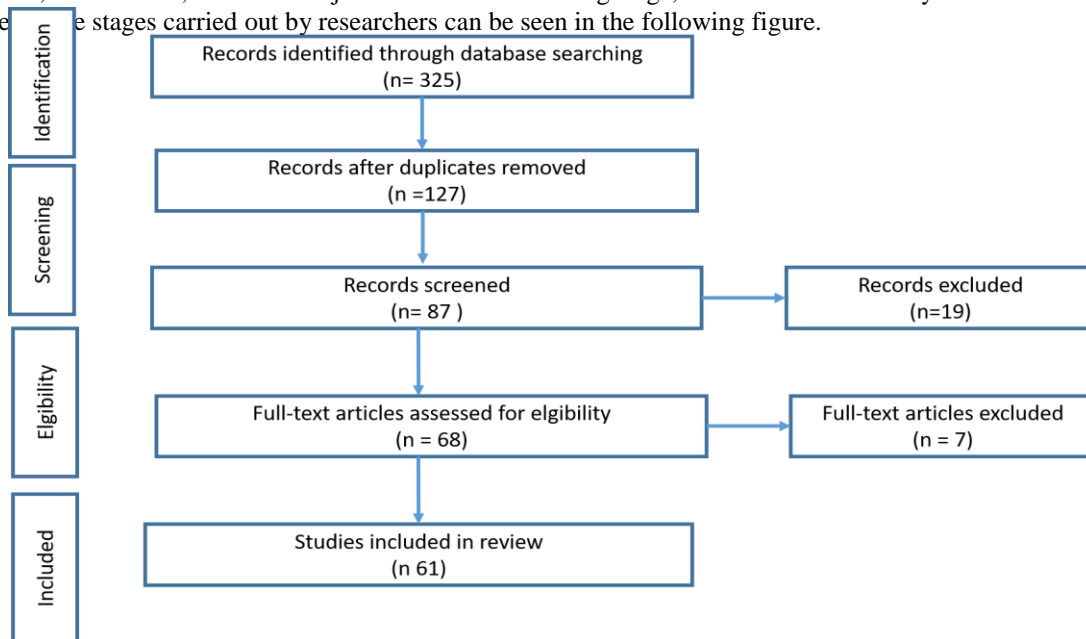 stages carried out by researchers can be seen in the following figure.
Identification
Records identified through database searching
(n= 325)
Records after duplicates removed
(n =127)
Screening
Records screened
(n= 87 )
Records excluded
(n=19)
Elgibility
Full-text articles assessed for elgibility
(n = 68)
Full-text articles excluded
(n = 7)
Included
Studies included in review
(n 61)